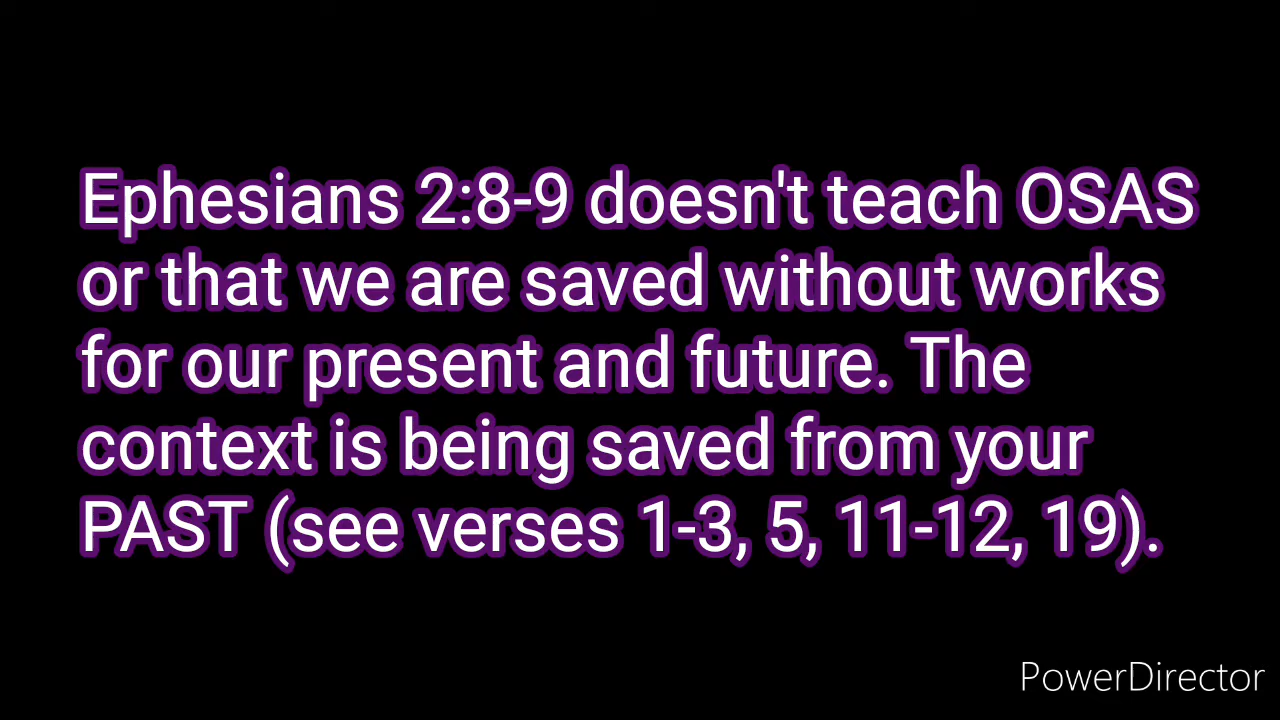 Ephesians 2:8-9 doesn't teach OSAS
or that we are saved without works
for our present and future. The
context is being saved from your
PAST (see verses 1-3, 5, 11-12, 19).
PowerDirector